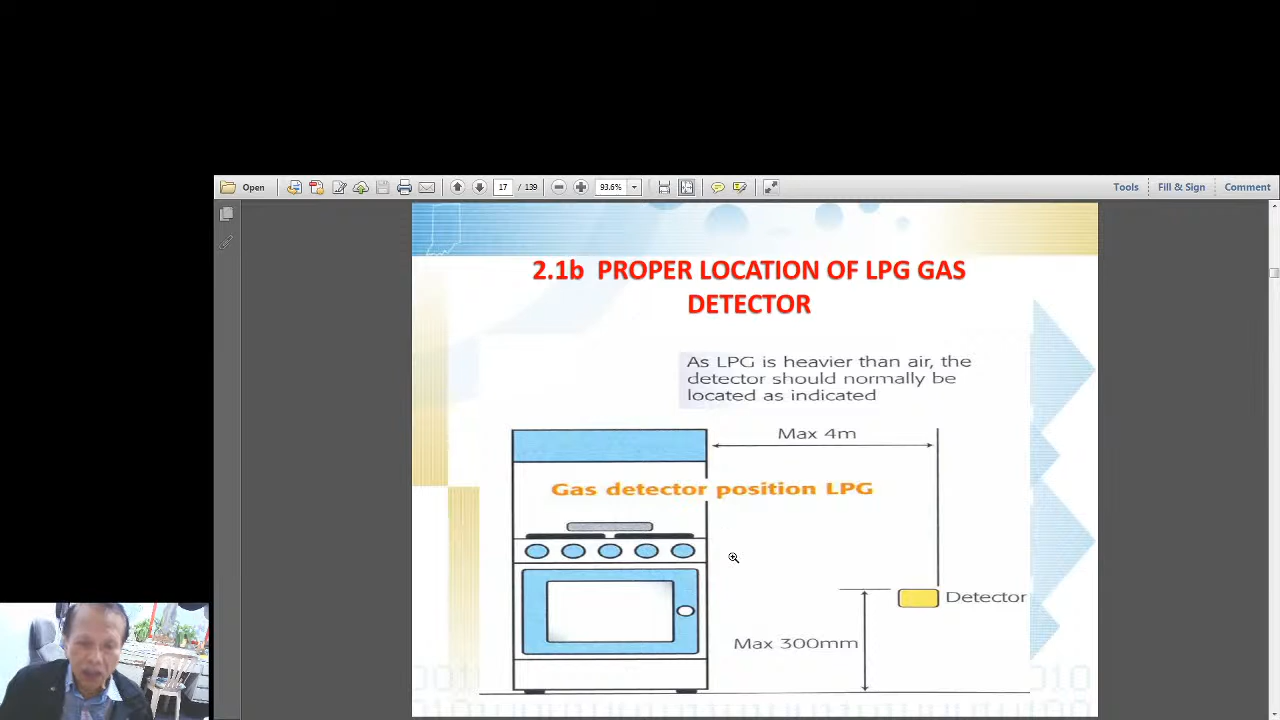 Open
17
/ 139
93.6%
Tools
Fill & Sign
Comment
2.1b PROPER LOCATION OF LPG GAS
DETECTOR
As LPG is heavier than air, the
detector should normally be
located as indicated
Max 4m
Gas detector position LPG
Detector
Max 300mm